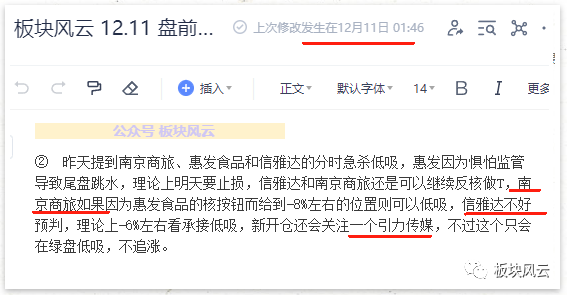 板块风云 12.11 盘前...
上次修改发生在12月11日 01:46
插入 正文 默认字体 14 B I 更多
公众号 板块风云
② 昨天提到南京商旅、惠发食品和信雅达的分时急杀低吸，惠发因为惧怕监管
导致尾盘跳水，理论上明天要止损，信雅达和南京商旅还是可以继续反核做T，南
京商旅如果因为惠发食品的核按钮而给到-8%左右的位置则可以低吸，信雅达不好
预判，理论上-6%左右看承接低吸，新开仓还会关注一个引力传媒，不过这个只会
在绿盘低吸，不追涨。
板块风云